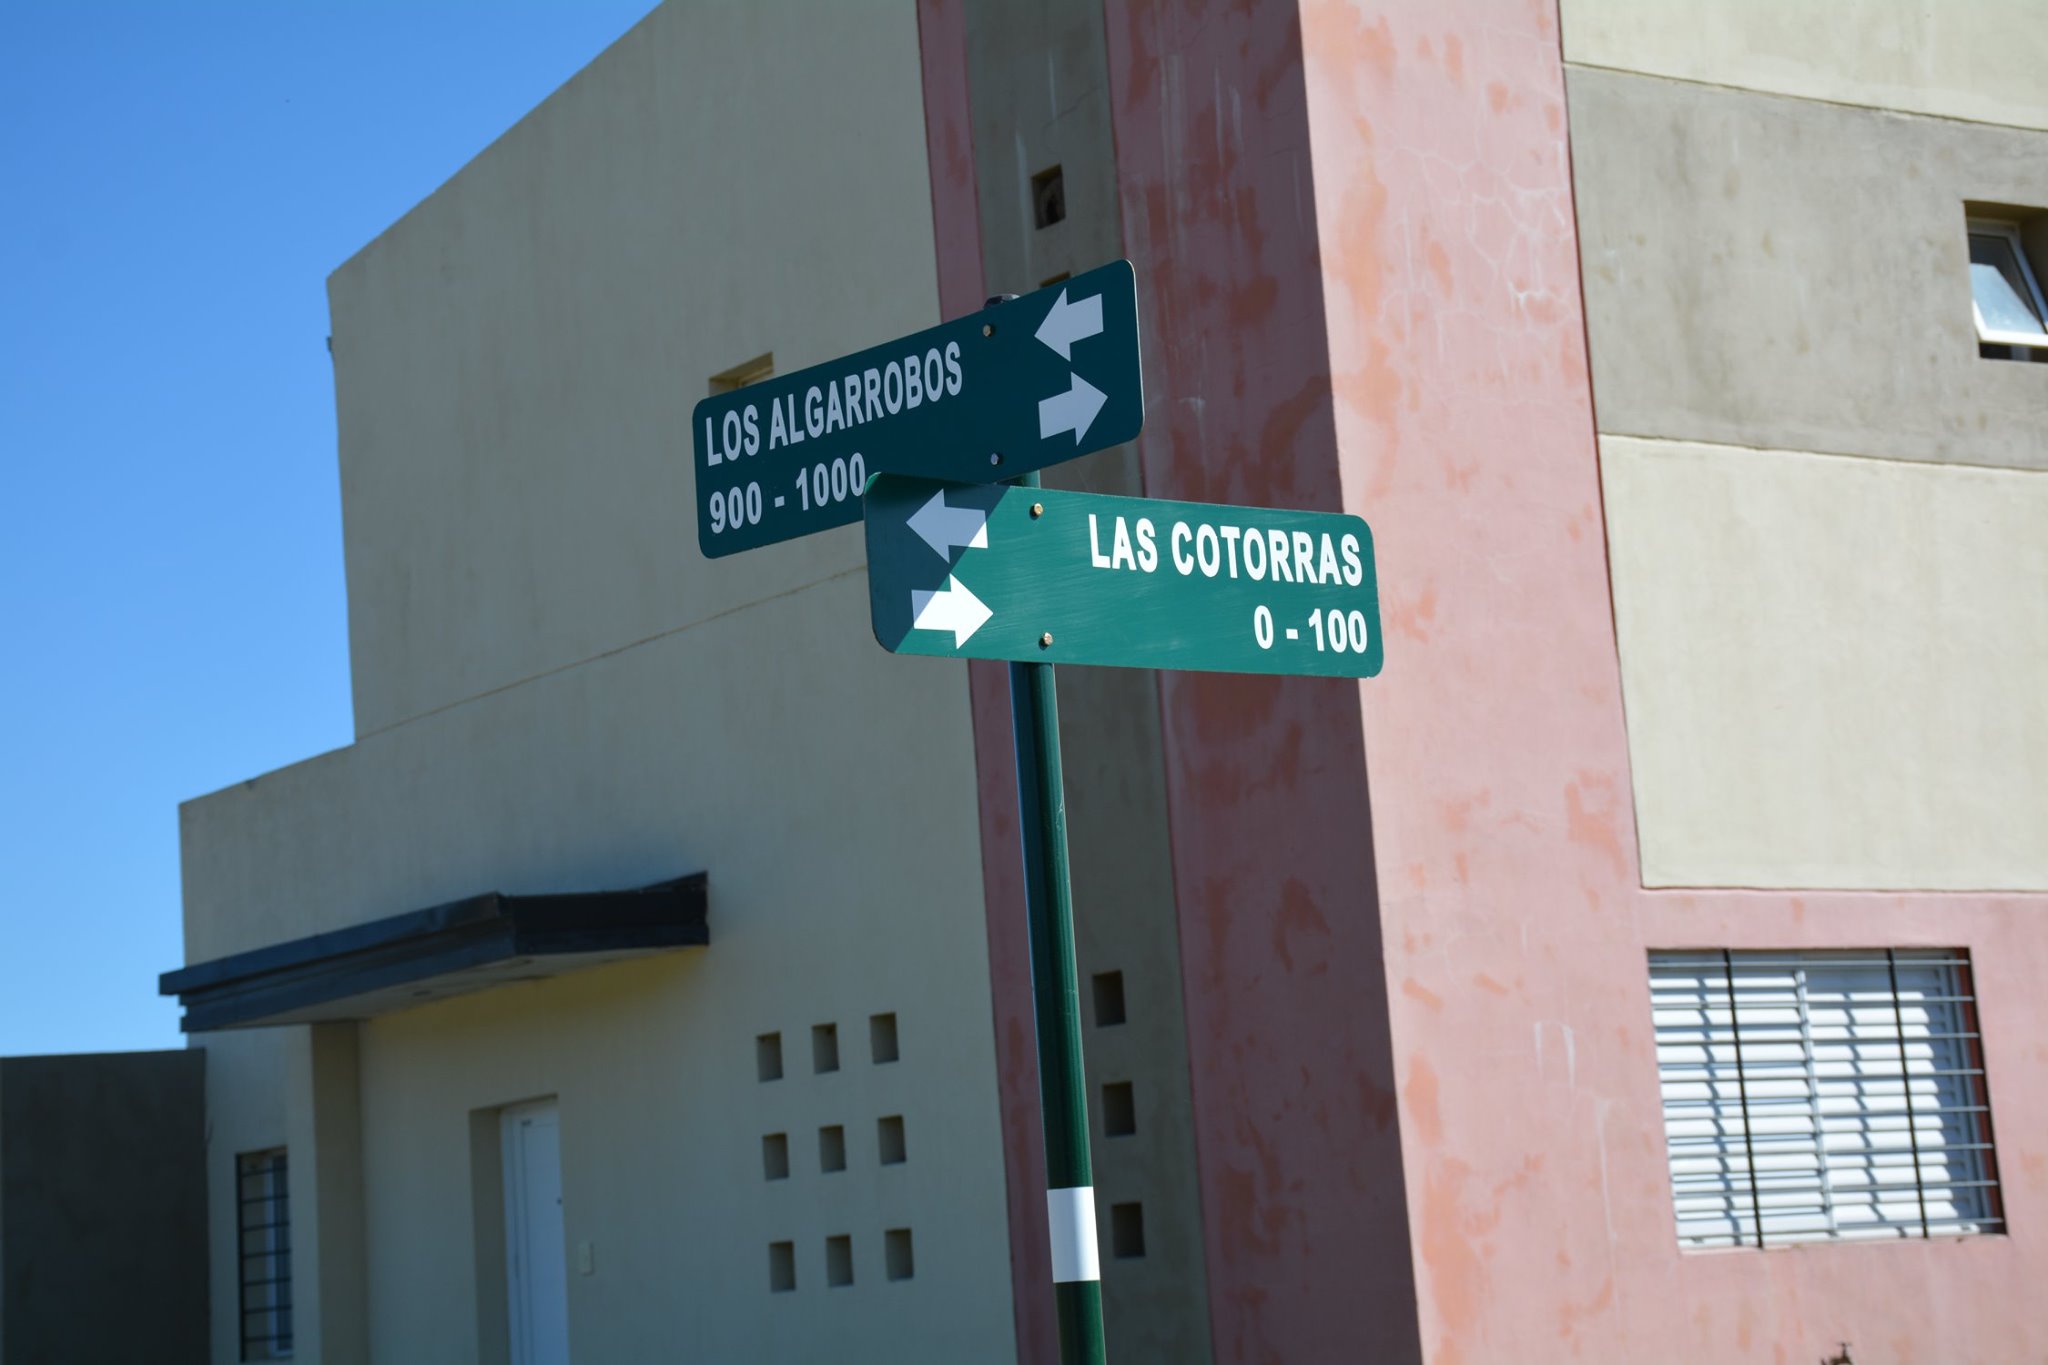 LOS ALGARROBOS
900 - 1000
LAS COTORRAS
0 - 100